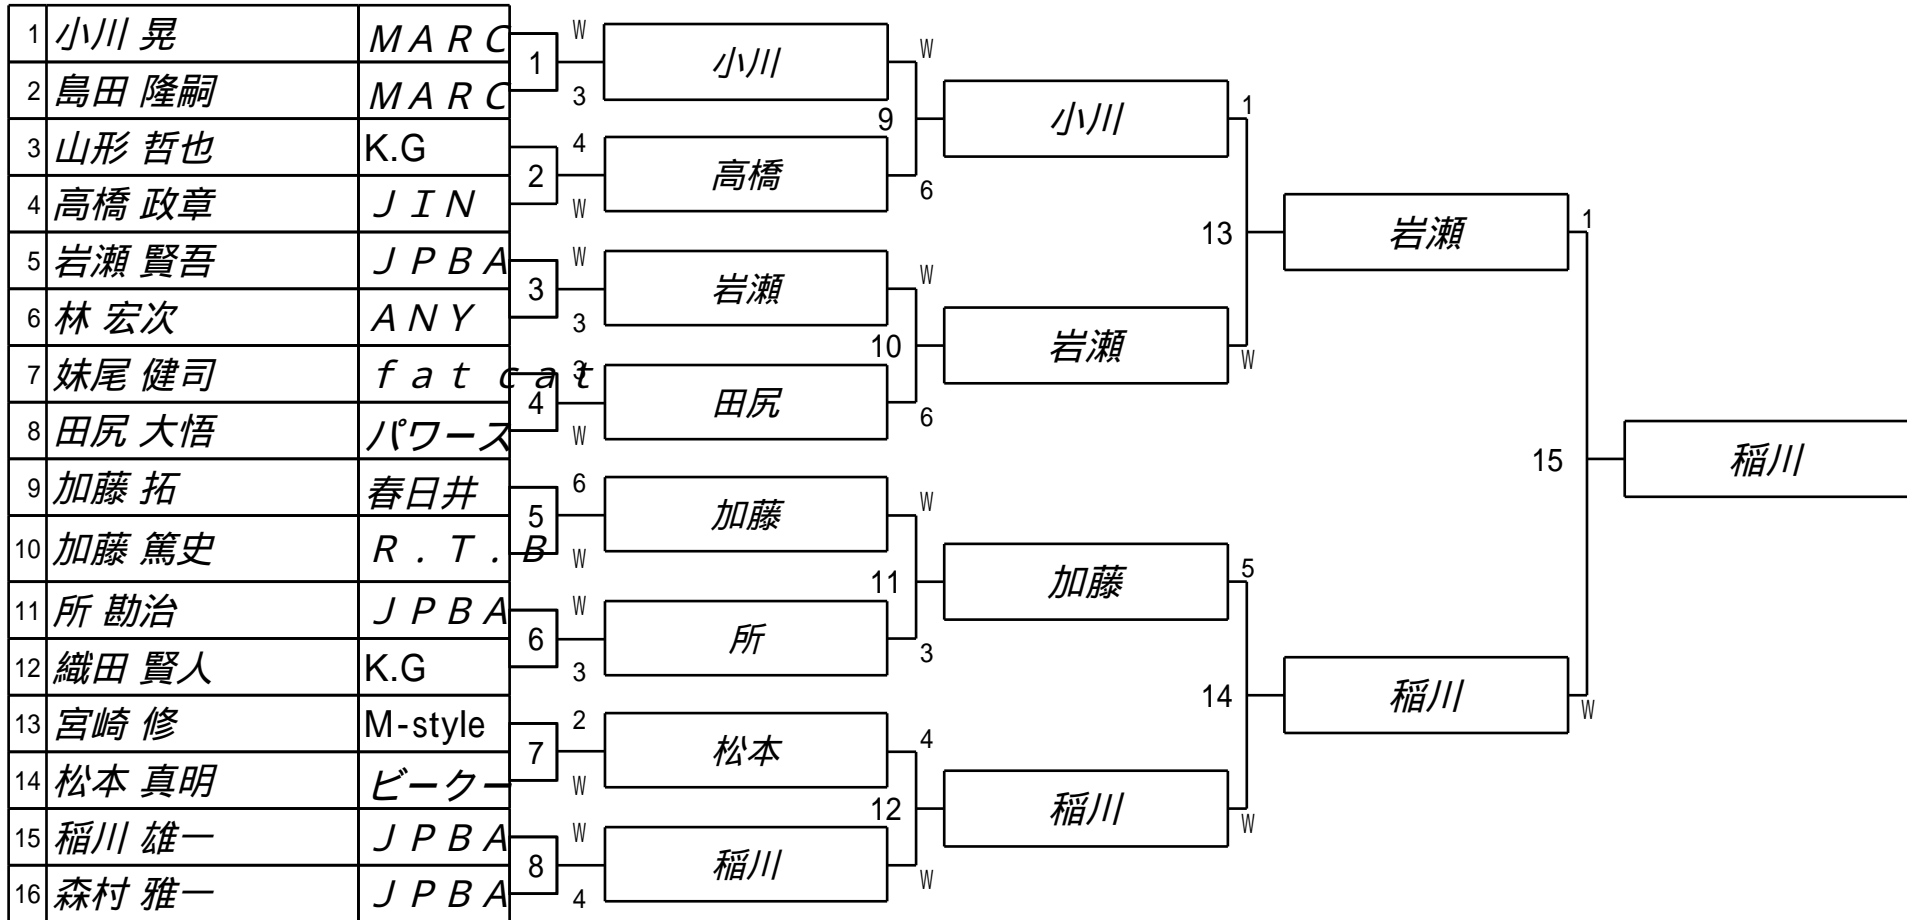 1 小川 晃 ＭＡＲＣ
2 島田 隆嗣 ＭＡＲＣ
3 山形 哲也 K.G
4 高橋 政章 ＪＩＮ
5 岩瀬 賢吾 ＪＰＢＡ
6 林 宏次 ＡＮＹ
7 妹尾 健司 ｆａｔ ｃａｔ
8 田尻 大悟 パワース
9 加藤 拓 春日井
10 加藤 篤史 Ｒ．Ｔ．Ｂ
11 所 勘治 ＪＰＢＡ
12 織田 賢人 K.G
13 宮崎 修 M-style
14 松本 真明 ビークー
15 稲川 雄一 ＪＰＢＡ
16 森村 雅一 ＪＰＢＡ
1 W 3
2 4 W
3 W 3
4 3 W
5 6 W
6 W 3
7 2 W
8 W 4
小川 W
9
高橋 6
岩瀬 W
10
田尻 6
加藤 W
11
所 3
松本 4
12
稲川 W
小川 1
13
岩瀬 W
加藤 5
14
稲川 W
岩瀬 1
15
稲川 W
稲川